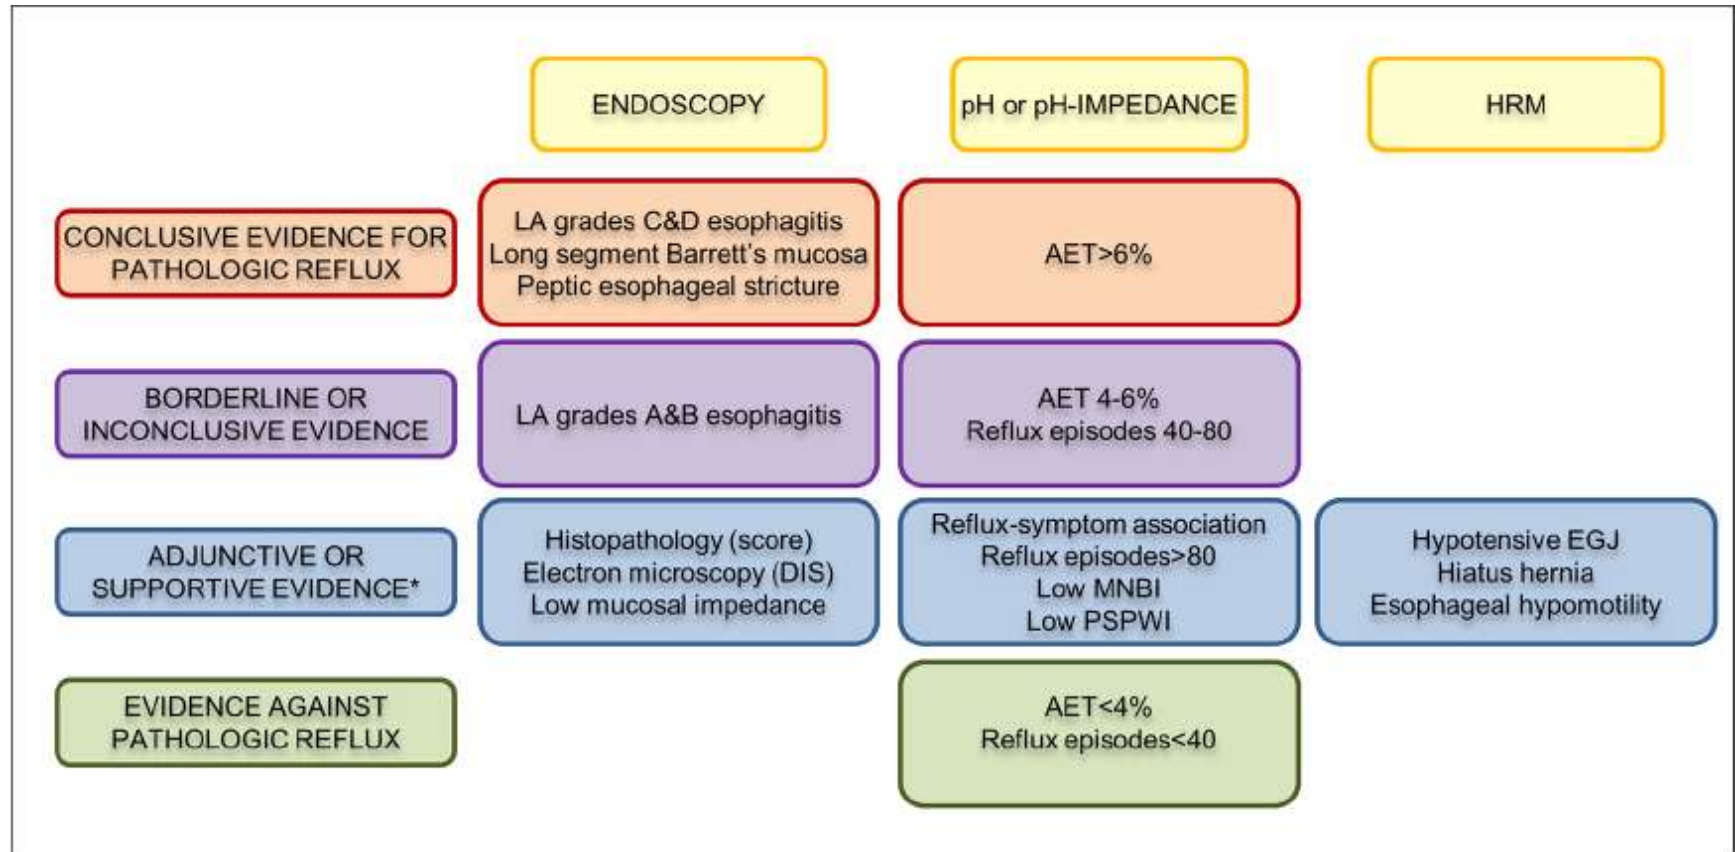 ENDOSCOPY
pH or pH-IMPEDANCE
HRM
CONCLUSIVE EVIDENCE FOR
PATHOLOGIC REFLUX
LA grades C&D esophagitis
Long segment Barrett's mucosa
Peptic esophageal stricture
AET>6%
BORDERLINE OR
INCONCLUSIVE EVIDENCE
LA grades A&B esophagitis
AET 4-6%
Reflux episodes 40-80
ADJUNCTIVE OR
SUPPORTIVE EVIDENCE*
Histopathology (score)
Electron microscopy (DIS)
Low mucosal impedance
Reflux-symptom association
Reflux episodes>80
Low MNBI
Low PSPWI
Hypotensive EGJ
Hiatus hernia
Esophageal hypomotility
EVIDENCE AGAINST
PATHOLOGIC REFLUX
AET<4%
Reflux episodes<40